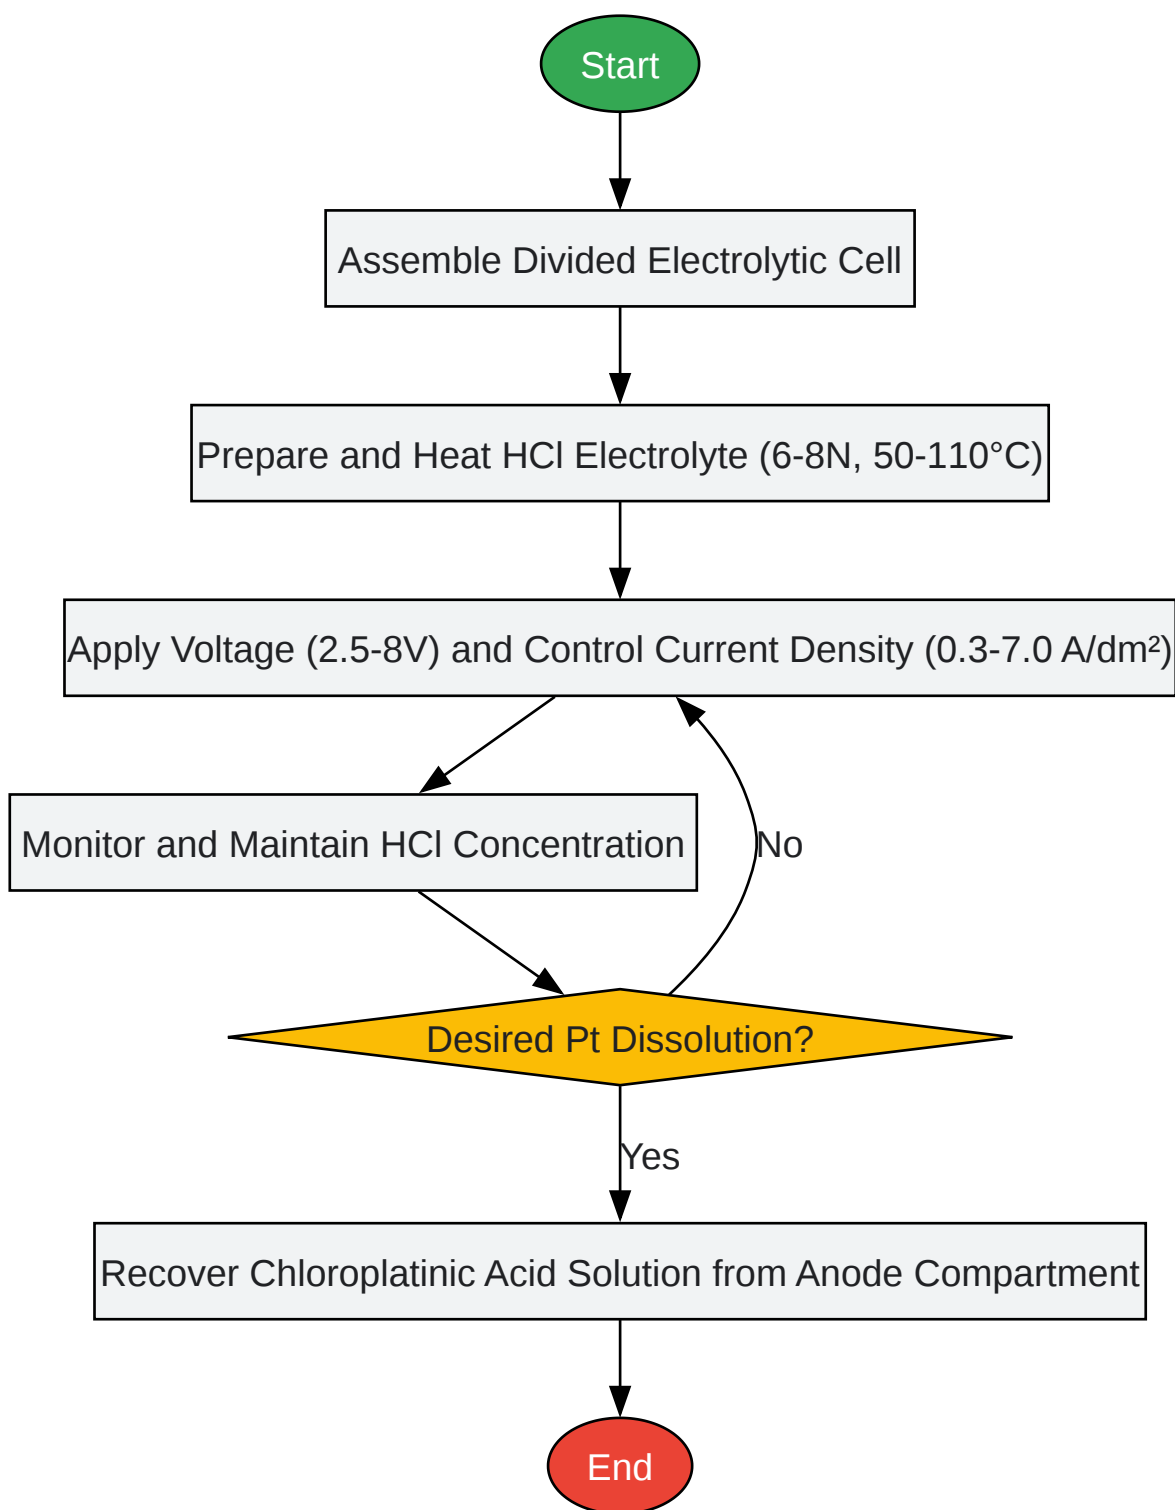 Start
Assemble Divided Electrolytic Cell
Prepare and Heat HCl Electrolyte (6-8N, 50-110°C)
Apply Voltage (2.5-8V) and Control Current Density (0.3-7.0 A/dm²)
Monitor and Maintain HCl Concentration
No
Desired Pt Dissolution?
Yes
Recover Chloroplatinic Acid Solution from Anode Compartment
End